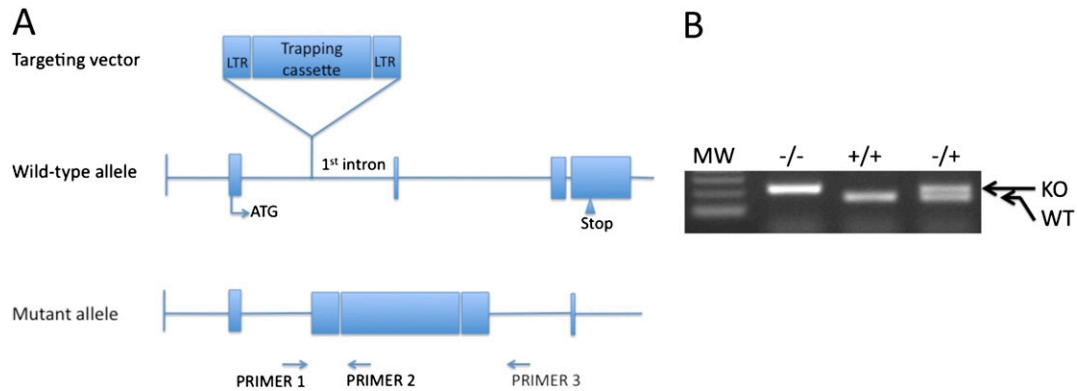 A
Targeting vector
LTR
Trapping
cassette
LTR
Wild-type allele
1st intron
ATG
Stop
Mutant allele
PRIMER 1
PRIMER 2
PRIMER 3
B
MW -/- +/+ -/+
KO
WT